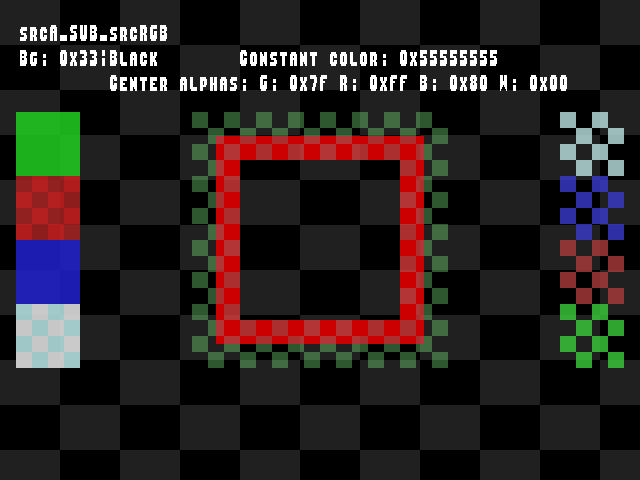 srcA_SUB_srcRGB
Bg: 0x33¦Black Constant color: 0x55555555
Center alphas: G: 0x7f R: 0xff B: 0x80 W: 0x00